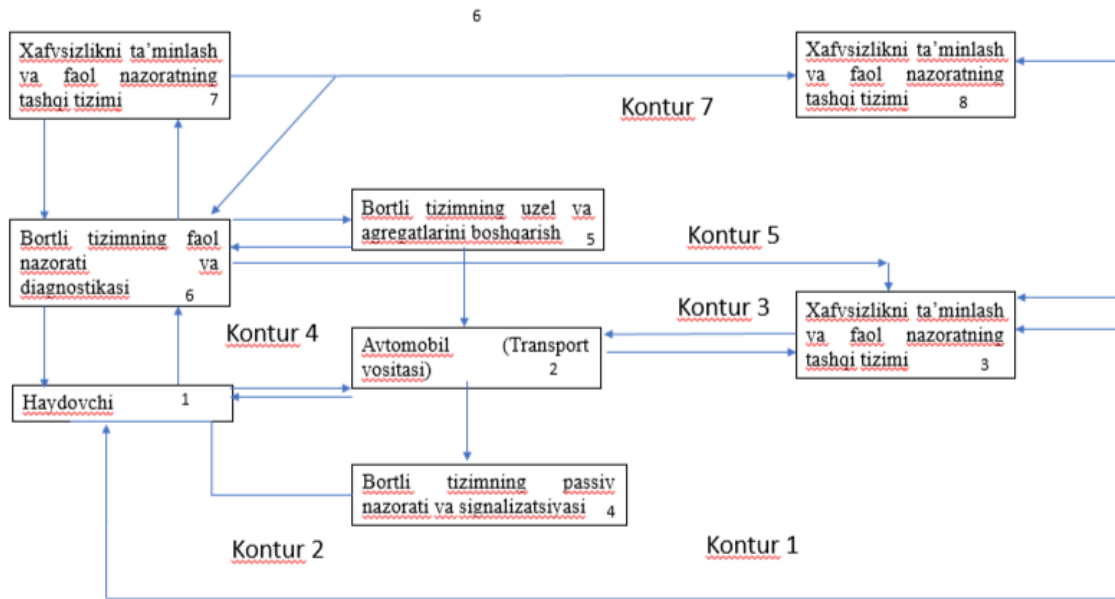 6
Xafvsizlikni ta’minlash
va faol nazoratning
tashqi tizimi
7
Xafvsizlikni ta’minlash
va faol nazoratning
tashqi tizimi 8
Kontur 7
Bortli tizimning uzel va
agregatlarini boshqarish 5
Bortli tizimning faol
nazorati va
diagnostikasi 6
Kontur 5
Kontur 3
Xafvsizlikni ta’minlash
va faol nazoratning
tashqi tizimi 3
Kontur 4
Avtomobil (Transport
vositasi) 2
Haydovchi 1
Bortli tizimning passiv
nazorati va signalizatsiyasi 4
Kontur 2
Kontur 1